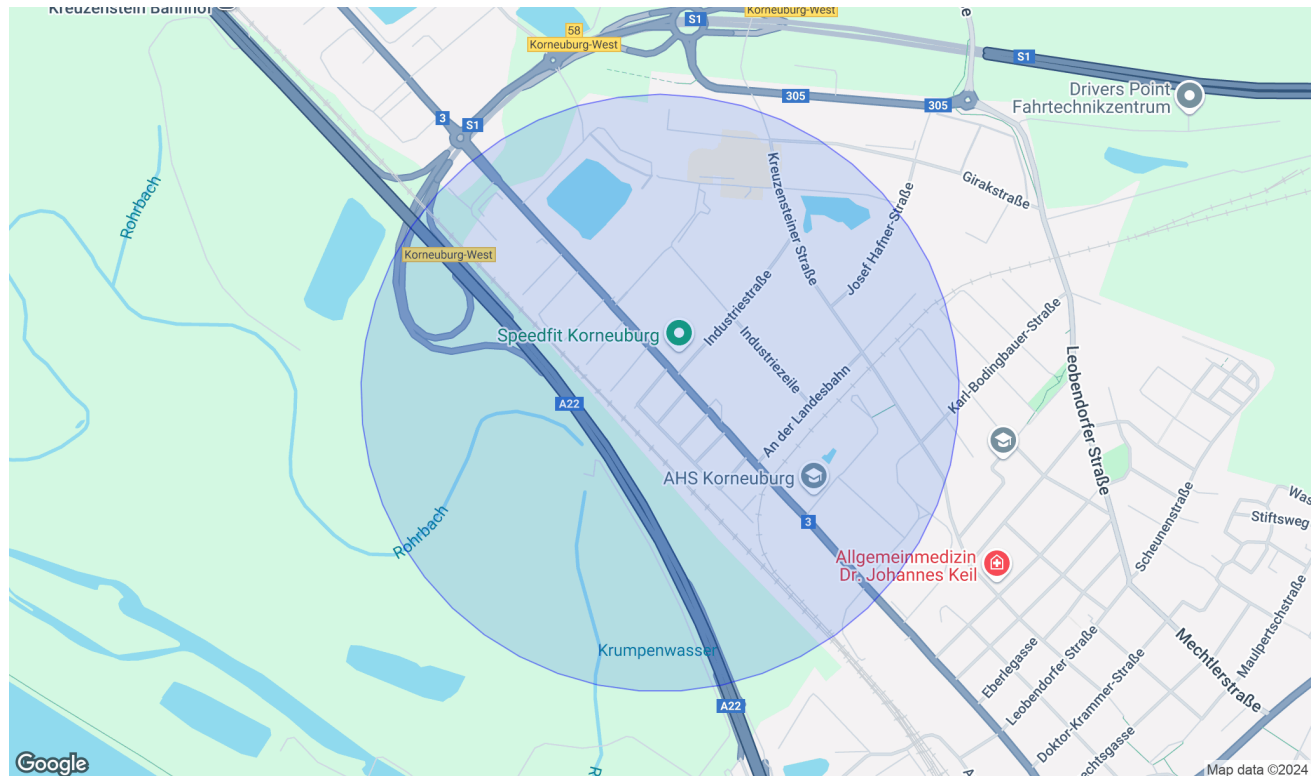 Kreuzenstein Bahnhof
58
Korneuburg-West
S1
Korneuburg-West
S1
305
305
Drivers Point
Fahrtechnikzentrum
3
S1
Rohrbach
Kreuzensteiner Straße
Girakstraße
Josef Hafner-Straße
Korneuburg-West
Speedfit Korneuburg
Industriestraße
Industriezeile
An der Landesbahn
Karl-Bodingbauer-Straße
Leobendorfer Straße
A22
AHS Korneuburg
3
Rohrbach
Scheunenstraße
Stiftsweg
Allgemeinmedizin
Dr. Johannes Keil
Krumpenwasser
Eberlegasse
Leobendorfer Straße
Mechtlerstraße
Maulpertschstraße
Doktor-Krammer-Straße
A22
Google
Map data ©2024